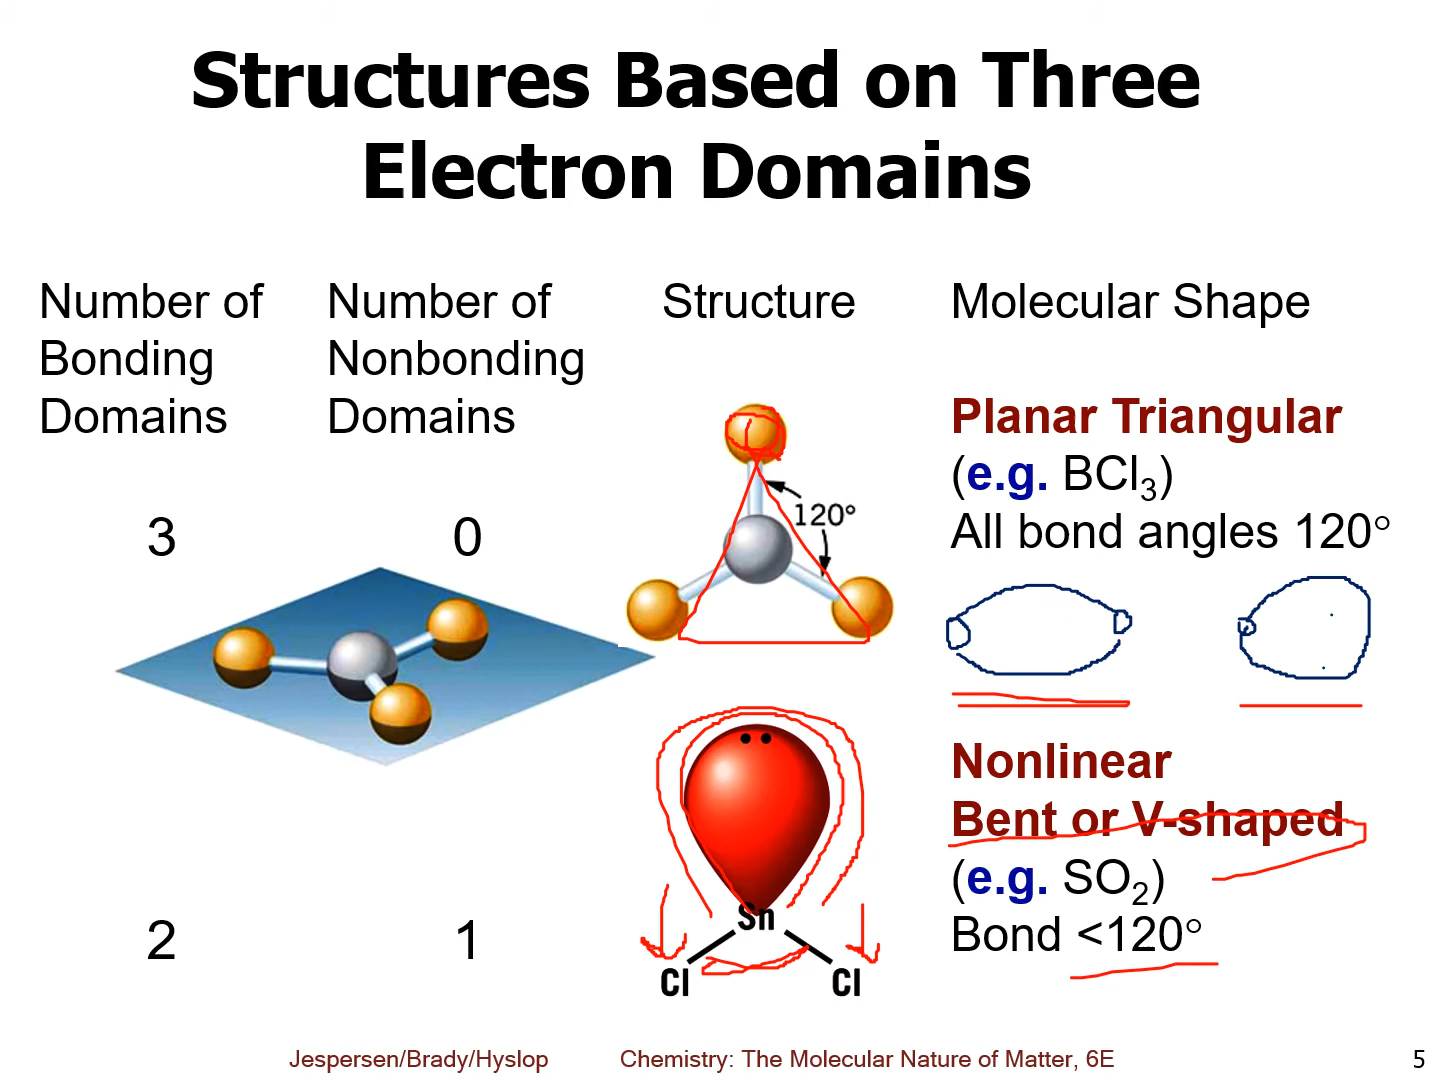 Structures Based on Three
Electron Domains
Number of
Bonding
Domains
Number of
Nonbonding
Domains
Structure
Molecular Shape
3
0
120°
Planar Triangular
(e.g. BCl₃)
All bond angles 120°
2
1
Sn
Cl
Cl
Nonlinear
Bent or V-shaped
(e.g. SO₂)
Bond <120°
Jespersen/Brady/Hyslop
Chemistry: The Molecular Nature of Matter, 6E
5